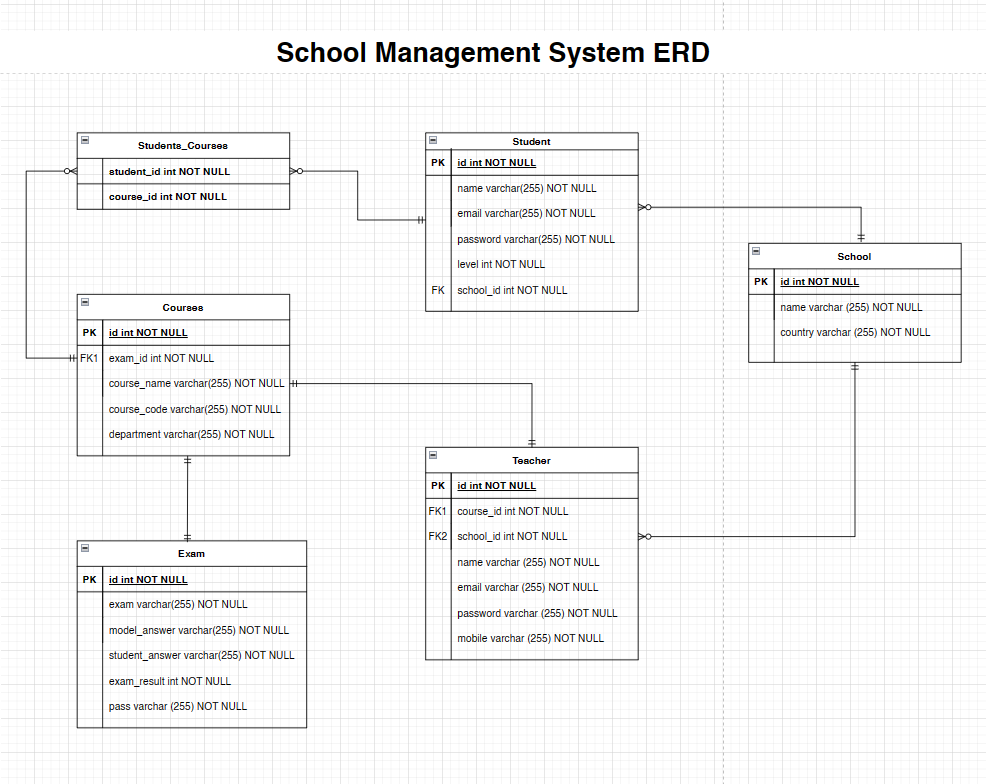 School Management System ERD
Students_Courses
student_id int NOT NULL
course_id int NOT NULL
Student
PK id int NOT NULL
name varchar(255) NOT NULL
email varchar(255) NOT NULL
password varchar(255) NOT NULL
level int NOT NULL
FK school_id int NOT NULL
School
PK id int NOT NULL
name varchar (255) NOT NULL
country varchar (255) NOT NULL
Courses
PK id int NOT NULL
FK1 exam_id int NOT NULL
course_name varchar(255) NOT NULL
course_code varchar(255) NOT NULL
department varchar(255) NOT NULL
Teacher
PK id int NOT NULL
FK1 course_id int NOT NULL
FK2 school_id int NOT NULL
name varchar (255) NOT NULL
email varchar (255) NOT NULL
password varchar (255) NOT NULL
mobile varchar (255) NOT NULL
Exam
PK id int NOT NULL
exam varchar(255) NOT NULL
model_answer varchar(255) NOT NULL
student_answer varchar(255) NOT NULL
exam_result int NOT NULL
pass varchar (255) NOT NULL